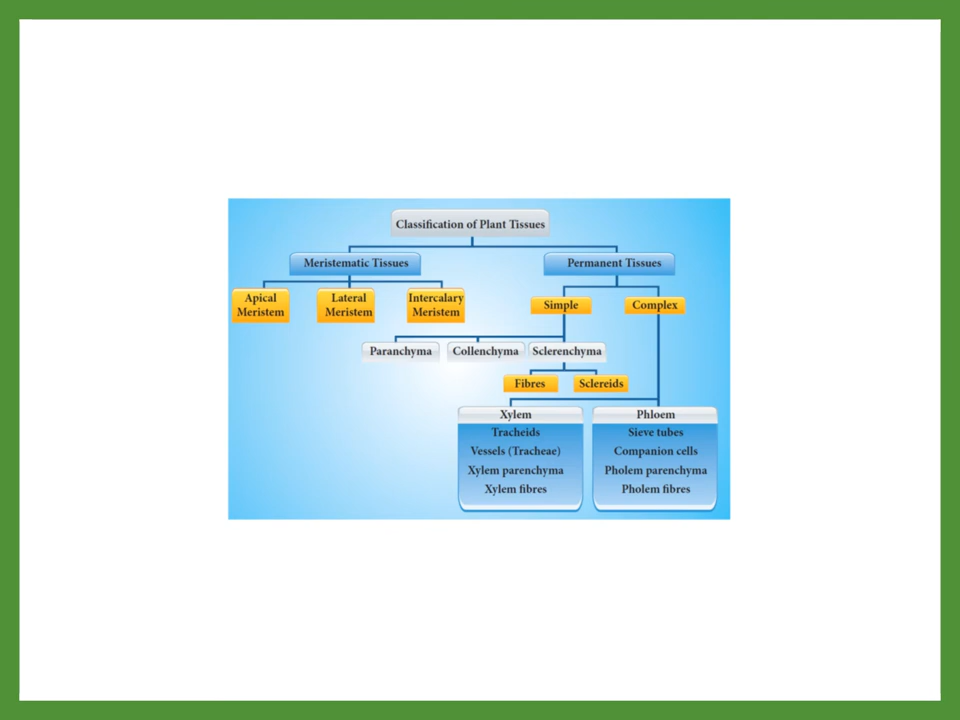 Classification of Plant Tissues
Meristematic Tissues
Permanent Tissues
Apical
Meristem
Lateral
Meristem
Intercalary
Meristem
Simple
Complex
Paranchyma
Collenchyma
Sclerenchyma
Fibres
Sclereids
Xylem
Tracheids
Vessels (Tracheae)
Xylem parenchyma
Xylem fibres
Phloem
Sieve tubes
Companion cells
Pholem parenchyma
Pholem fibres